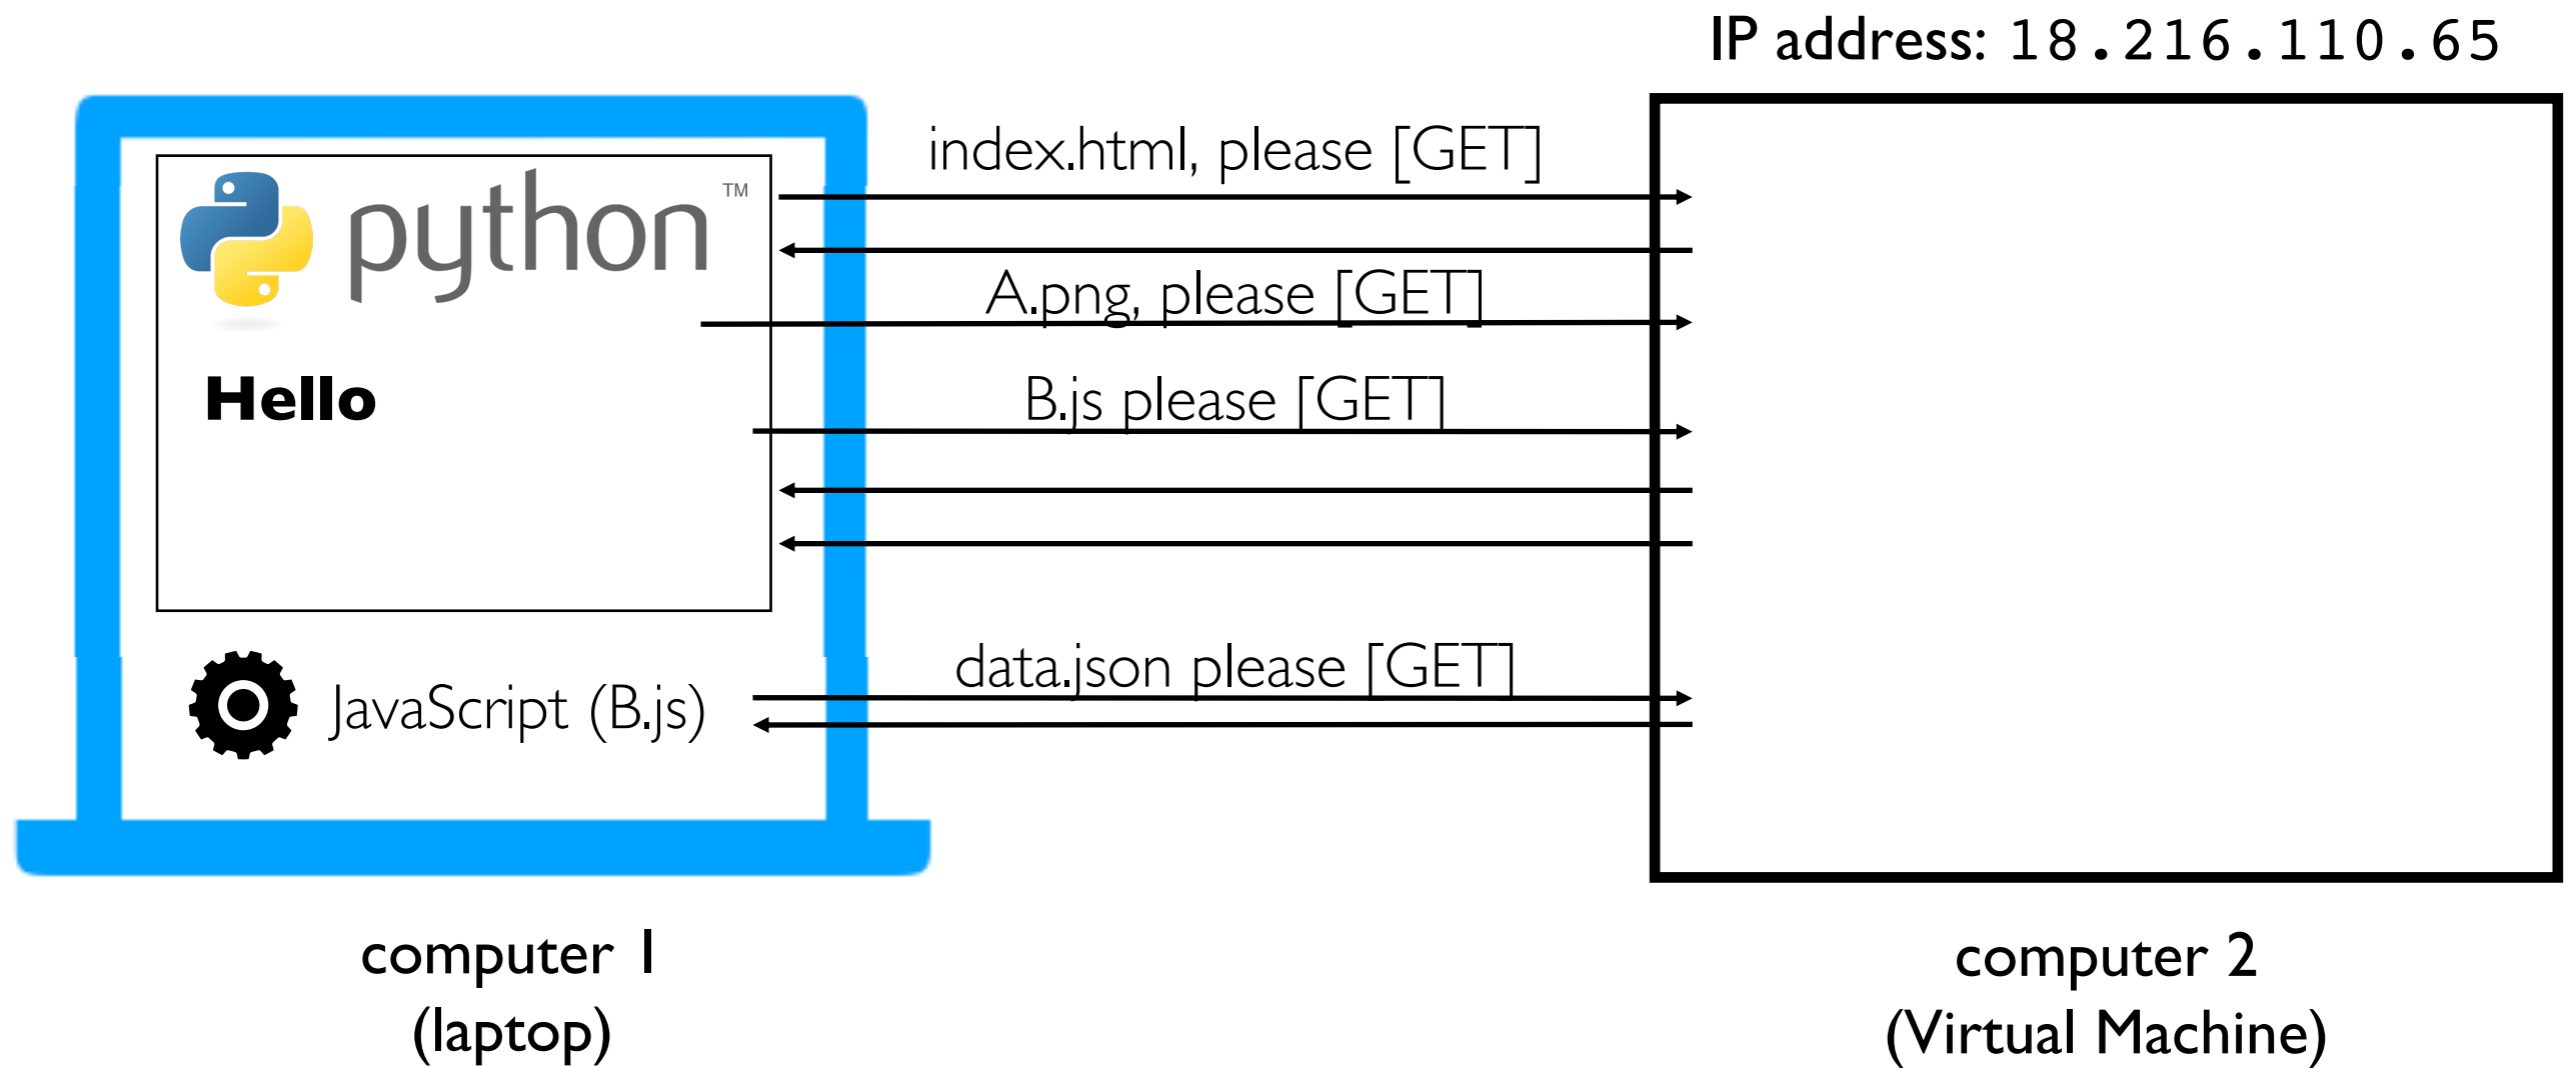 IP address: 18.216.110.65
python™
Hello
index.html, please [GET]
A.png, please [GET]
B.js please [GET]
data.json please [GET]
JavaScript (B.js)
computer 1
(laptop)
computer 2
(Virtual Machine)